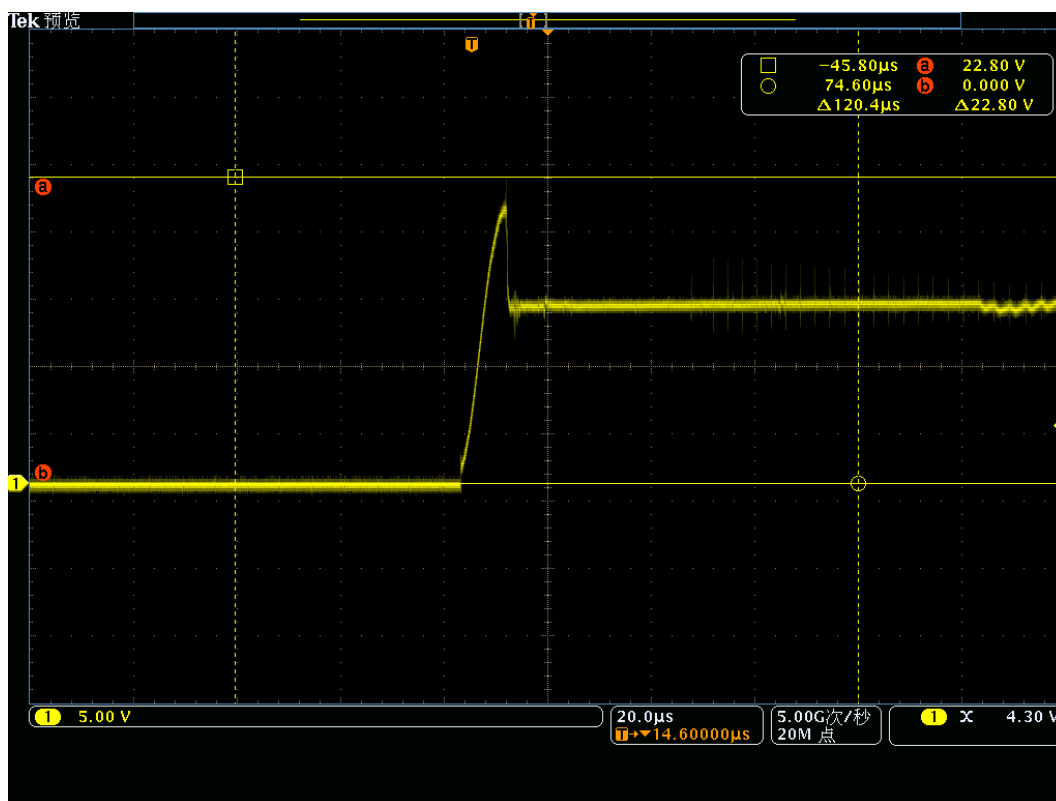 Tek 预览
T
T
−45.80μs a 22.80 V
74.60μs b 0.000 V
Δ120.4μs Δ22.80 V
a
b
1
1 5.00 V
20.0μs
T→▼14.60000μs
5.00G次/秒
20M 点
1 4.30 V